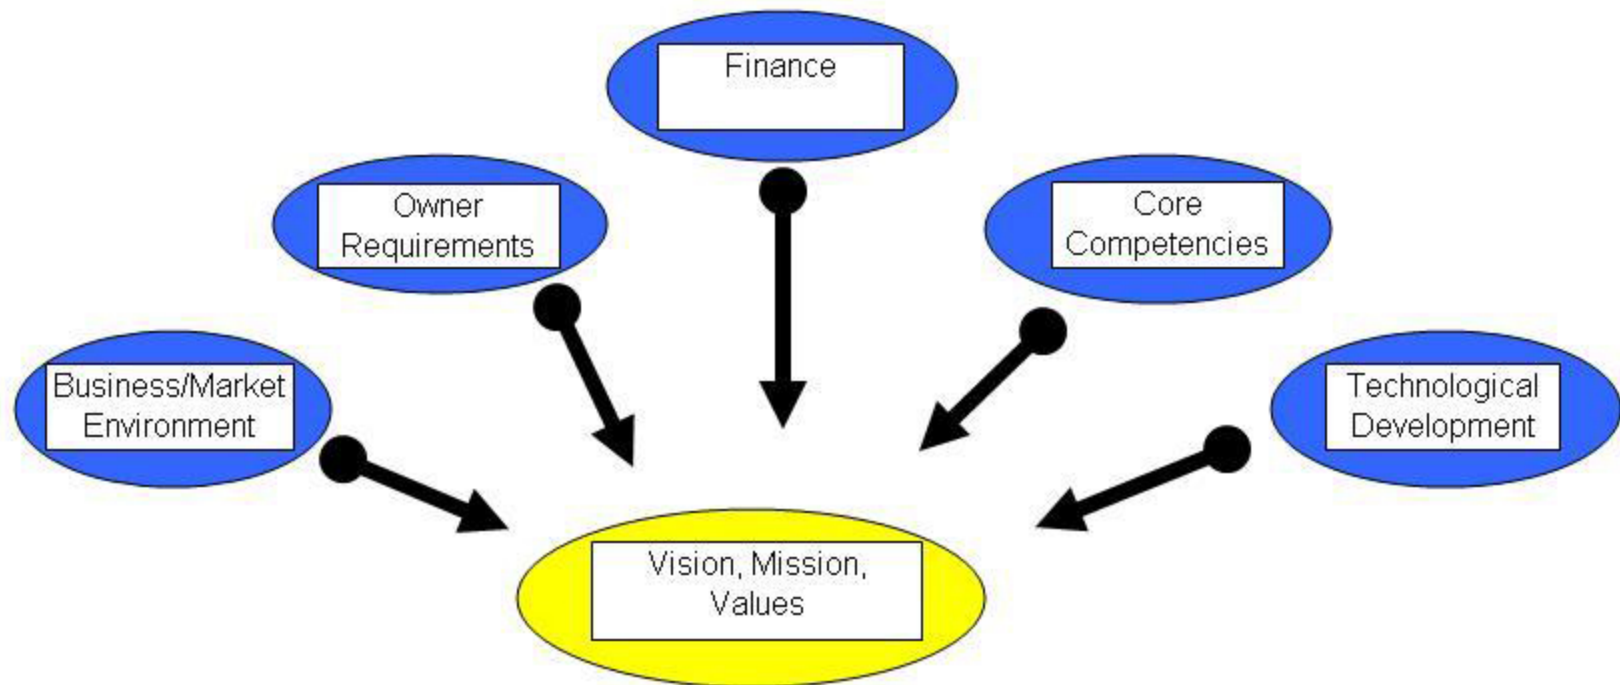 Finance
Owner
Requirements
Core
Competencies
Business/Market
Environment
Technological
Development
Vision, Mission,
Values